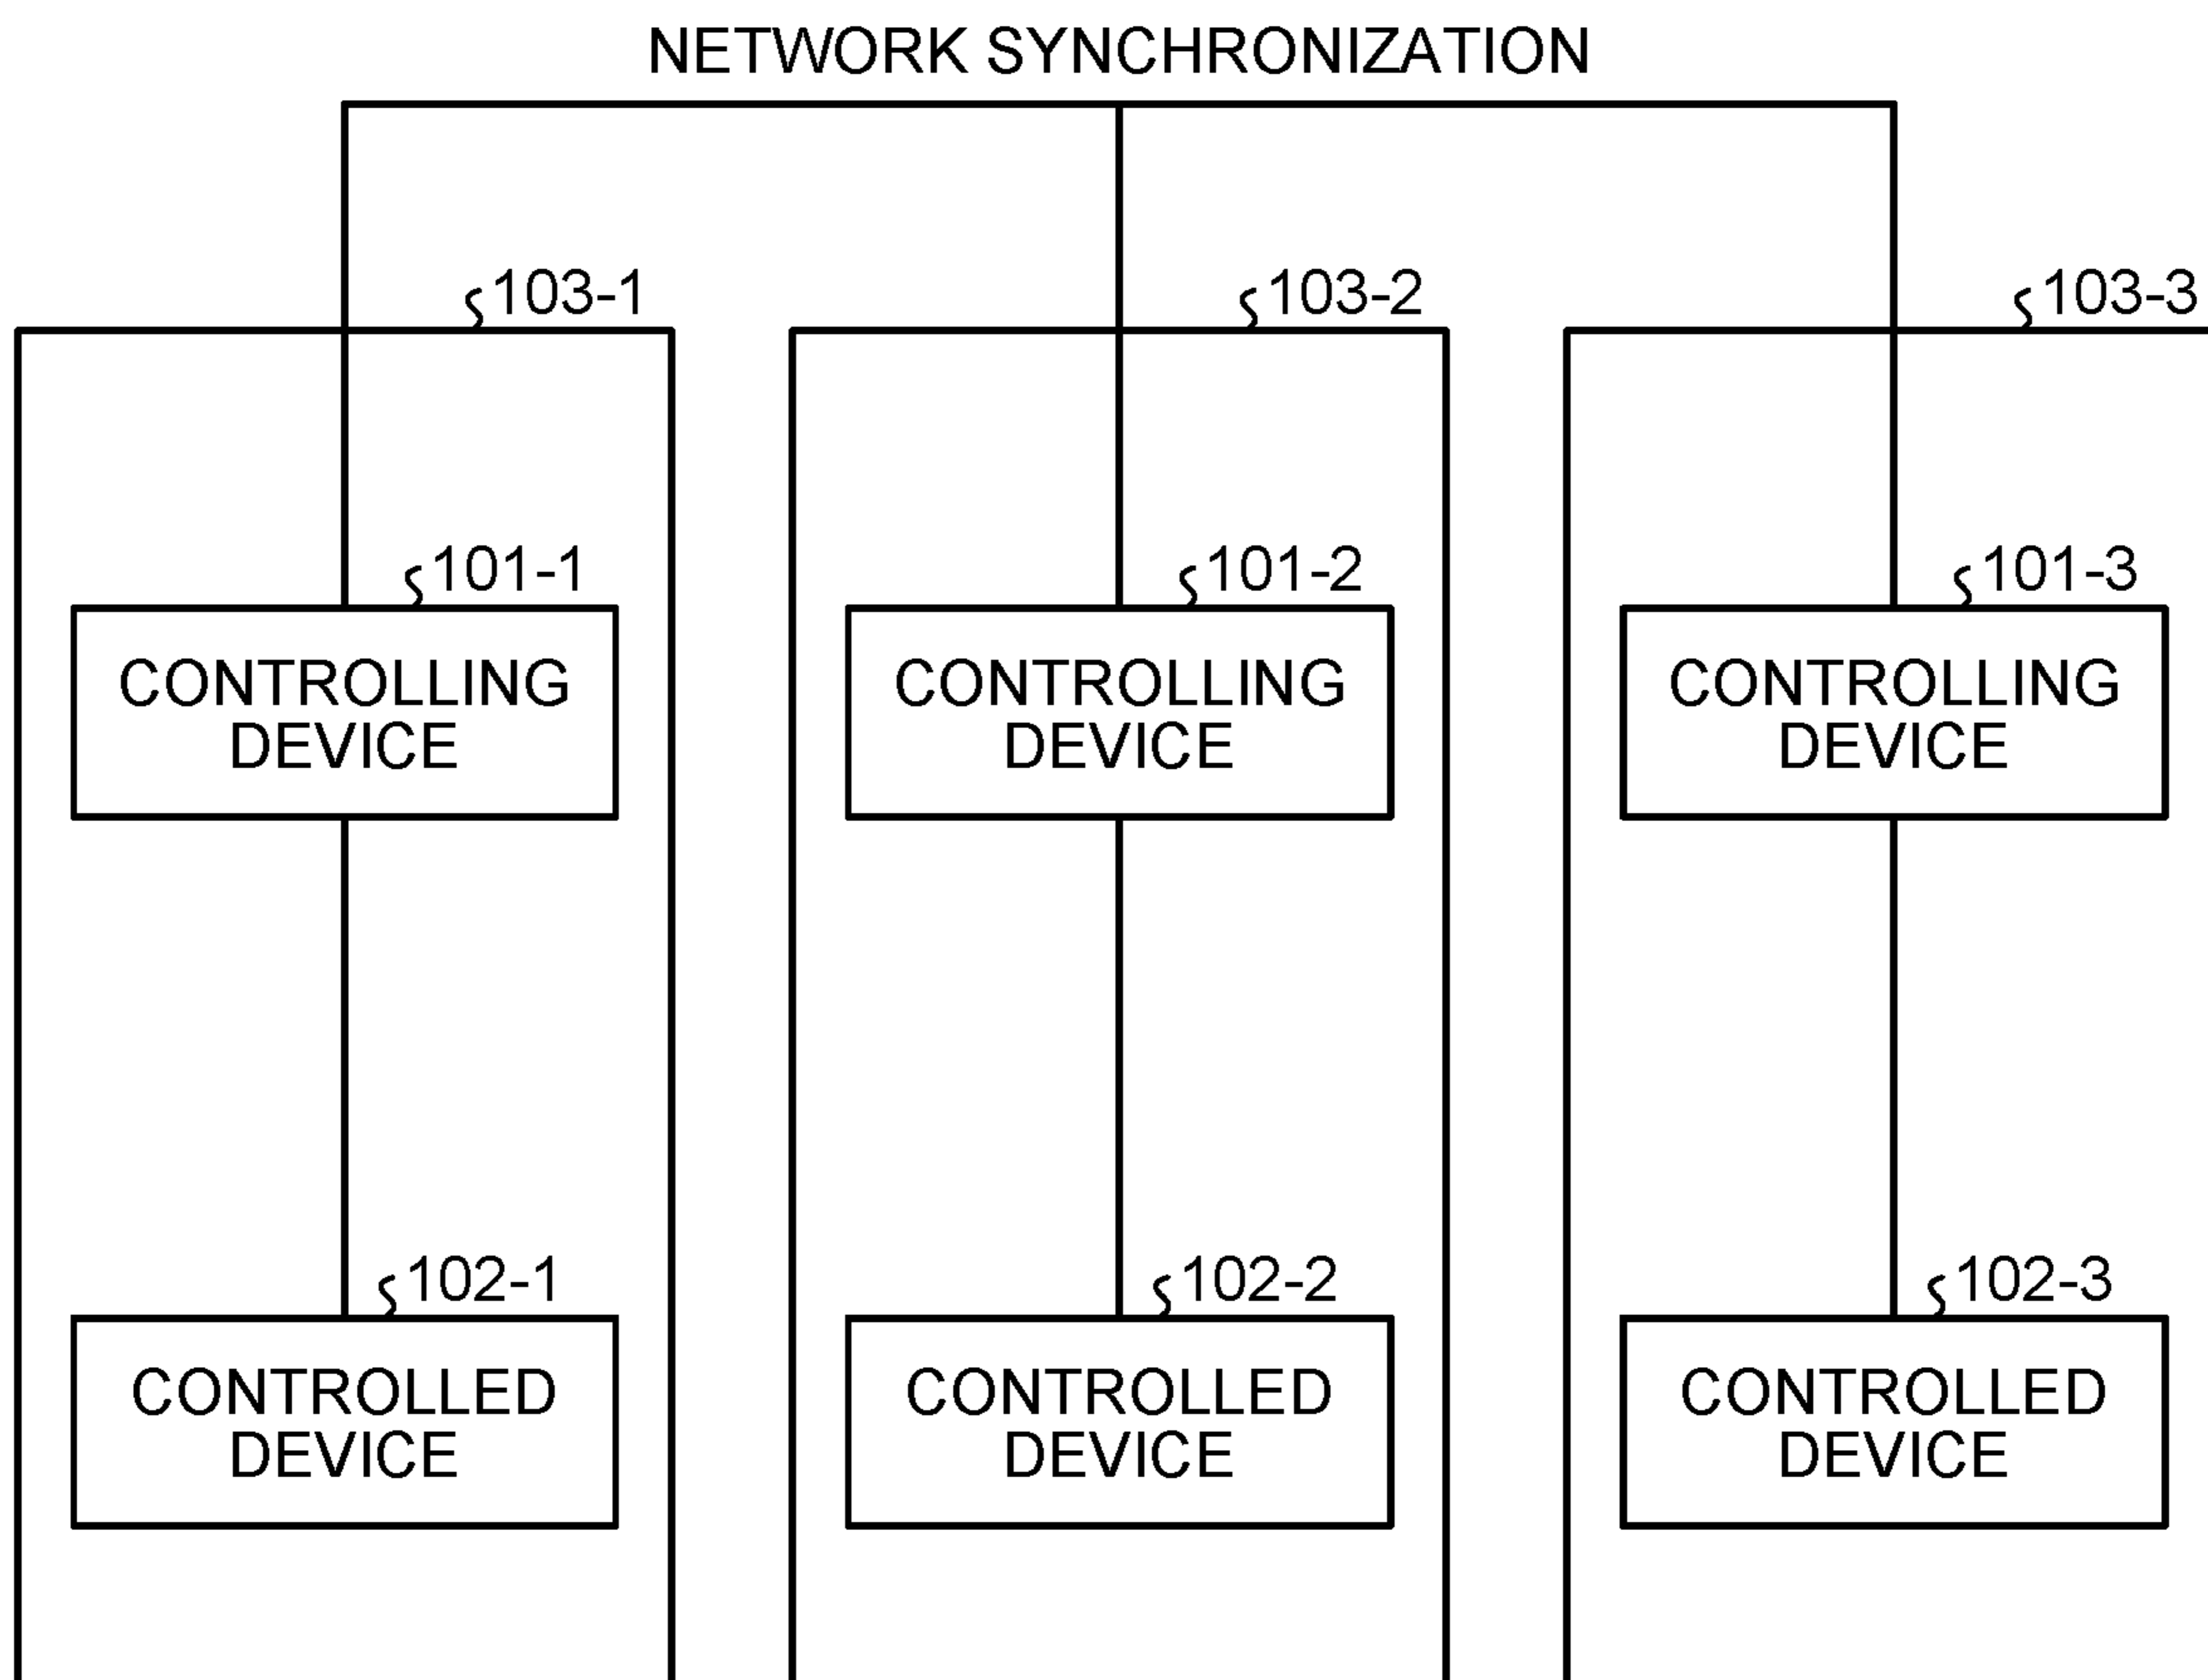 NETWORK SYNCHRONIZATION
103-1
103-2
103-3
101-1
101-2
101-3
CONTROLLING
DEVICE
CONTROLLING
DEVICE
CONTROLLING
DEVICE
102-1
102-2
102-3
CONTROLLED
DEVICE
CONTROLLED
DEVICE
CONTROLLED
DEVICE